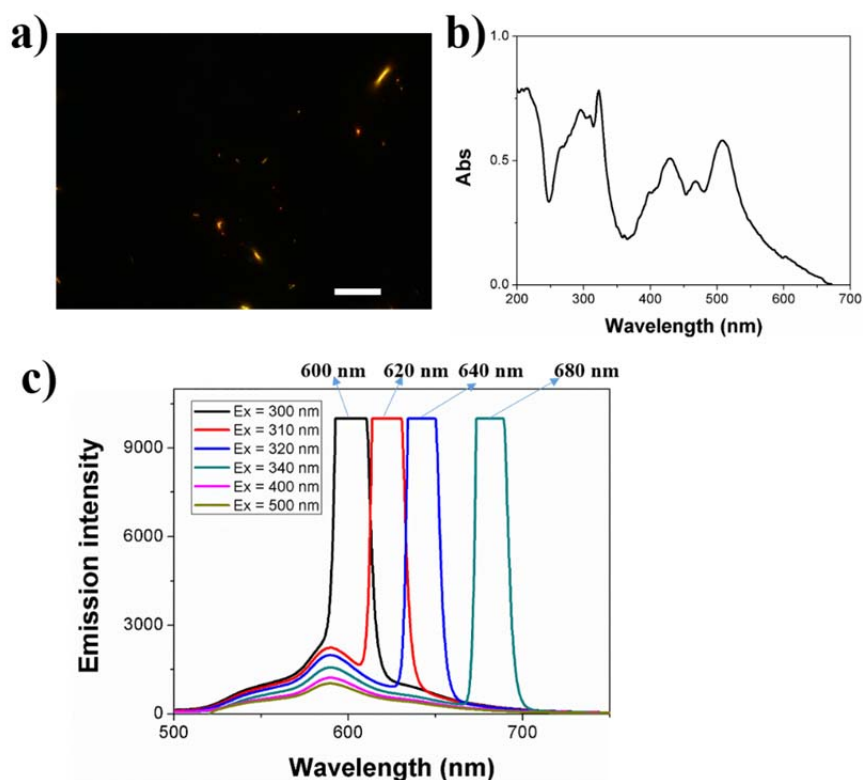 a)
b)
1.0
0.5
0.0
Abs
200 300 400 500 600 700
Wavelength (nm)
c)
600 nm 620 nm 640 nm 680 nm
Ex = 300 nm
Ex = 310 nm
Ex = 320 nm
Ex = 340 nm
Ex = 400 nm
Ex = 500 nm
9000
6000
3000
0
Emission intensity
500 600 700
Wavelength (nm)